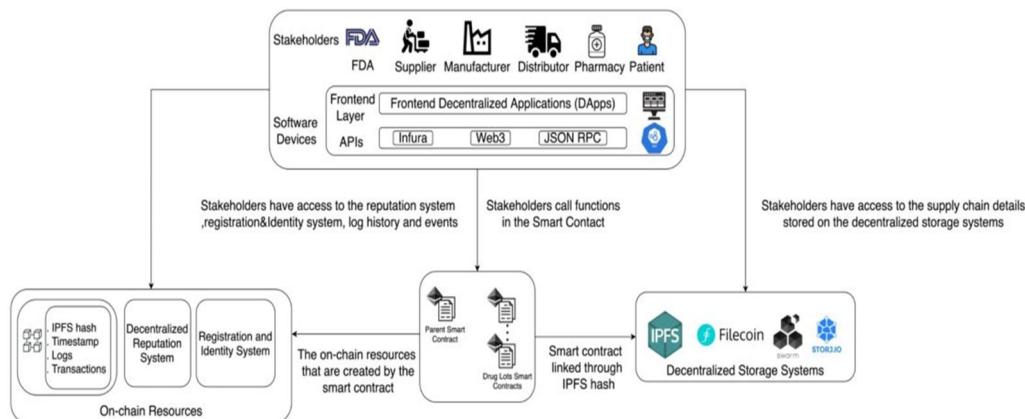 Stakeholders
FDA
FDA
Supplier
Manufacturer
Distributor
Pharmacy
Patient
Software
Devices
Frontend
Layer
Frontend Decentralized Applications (DApps)
APIs
Infura
Web3
JSON RPC
Stakeholders have access to the reputation system
,registration&Identity system, log history and events
Stakeholders call functions
in the Smart Contact
Stakeholders have access to the supply chain details
stored on the decentralized storage systems
. IPFS hash
. Timestamp
. Logs
. Transactions
Decentralized
Reputation
System
Registration and
Identity System
On-chain Resources
The on-chain resources
that are created by the
smart contract
Parent Smart
Contract
Drug Lots Smart
Contracts
Smart contract
linked through
IPFS hash
IPFS
Filecoin
swarm
STORJ.IO
Decentralized Storage Systems